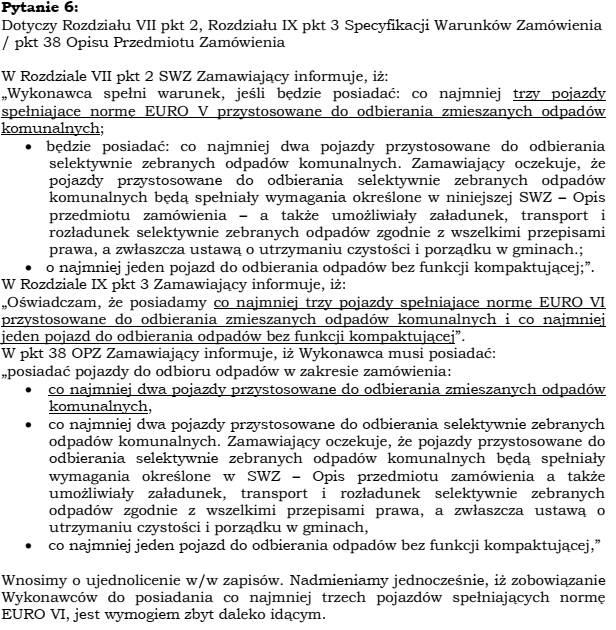 Pytanie 6:
Dotyczy Rozdziału VII pkt 2, Rozdziału IX pkt 3 Specyfikacji Warunków Zamówienia
/ pkt 38 Opisu Przedmiotu Zamówienia
W Rozdziale VII pkt 2 SWZ Zamawiający informuje, iż:
„Wykonawca spełni warunek, jeśli będzie posiadać: co najmniej trzy pojazdy
spełniające normę EURO V przystosowane do odbierania zmieszanych odpadów
komunalnych;
• będzie posiadać: co najmniej dwa pojazdy przystosowane do odbierania
selektywnie zebranych odpadów komunalnych. Zamawiający oczekuje, że
pojazdy przystosowane do odbierania selektywnie zebranych odpadów
komunalnych będą spełniały wymagania określone w niniejszej SWZ – Opis
przedmiotu zamówienia – a także umożliwiały załadunek, transport i
rozładunek selektywnie zebranych odpadów zgodnie z wszelkimi przepisami
prawa, a zwłaszcza ustawą o utrzymaniu czystości i porządku w gminach.;
• o najmniej jeden pojazd do odbierania odpadów bez funkcji kompaktującej;”.
W Rozdziale IX pkt 3 Zamawiający informuje, iż:
„Oświadczam, że posiadamy co najmniej trzy pojazdy spełniające normę EURO VI
przystosowane do odbierania zmieszanych odpadów komunalnych i co najmniej
jeden pojazd do odbierania odpadów bez funkcji kompaktującej”.
W pkt 38 OPZ Zamawiający informuje, iż Wykonawca musi posiadać:
„posiadać pojazdy do odbioru odpadów w zakresie zamówienia:
• co najmniej dwa pojazdy przystosowane do odbierania zmieszanych odpadów
komunalnych,
• co najmniej dwa pojazdy przystosowane do odbierania selektywnie zebranych
odpadów komunalnych. Zamawiający oczekuje, że pojazdy przystosowane do
odbierania selektywnie zebranych odpadów komunalnych będą spełniały
wymagania określone w SWZ – Opis przedmiotu zamówienia a także
umożliwiały załadunek, transport i rozładunek selektywnie zebranych
odpadów zgodnie z wszelkimi przepisami prawa, a zwłaszcza ustawą o
utrzymaniu czystości i porządku w gminach,
• co najmniej jeden pojazd do odbierania odpadów bez funkcji kompaktującej,”
Wnosimy o ujednolicenie w/w zapisów. Nadmieniamy jednocześnie, iż zobowiązanie
Wykonawców do posiadania co najmniej trzech pojazdów spełniających normę
EURO VI, jest wymogiem zbyt daleko idącym.